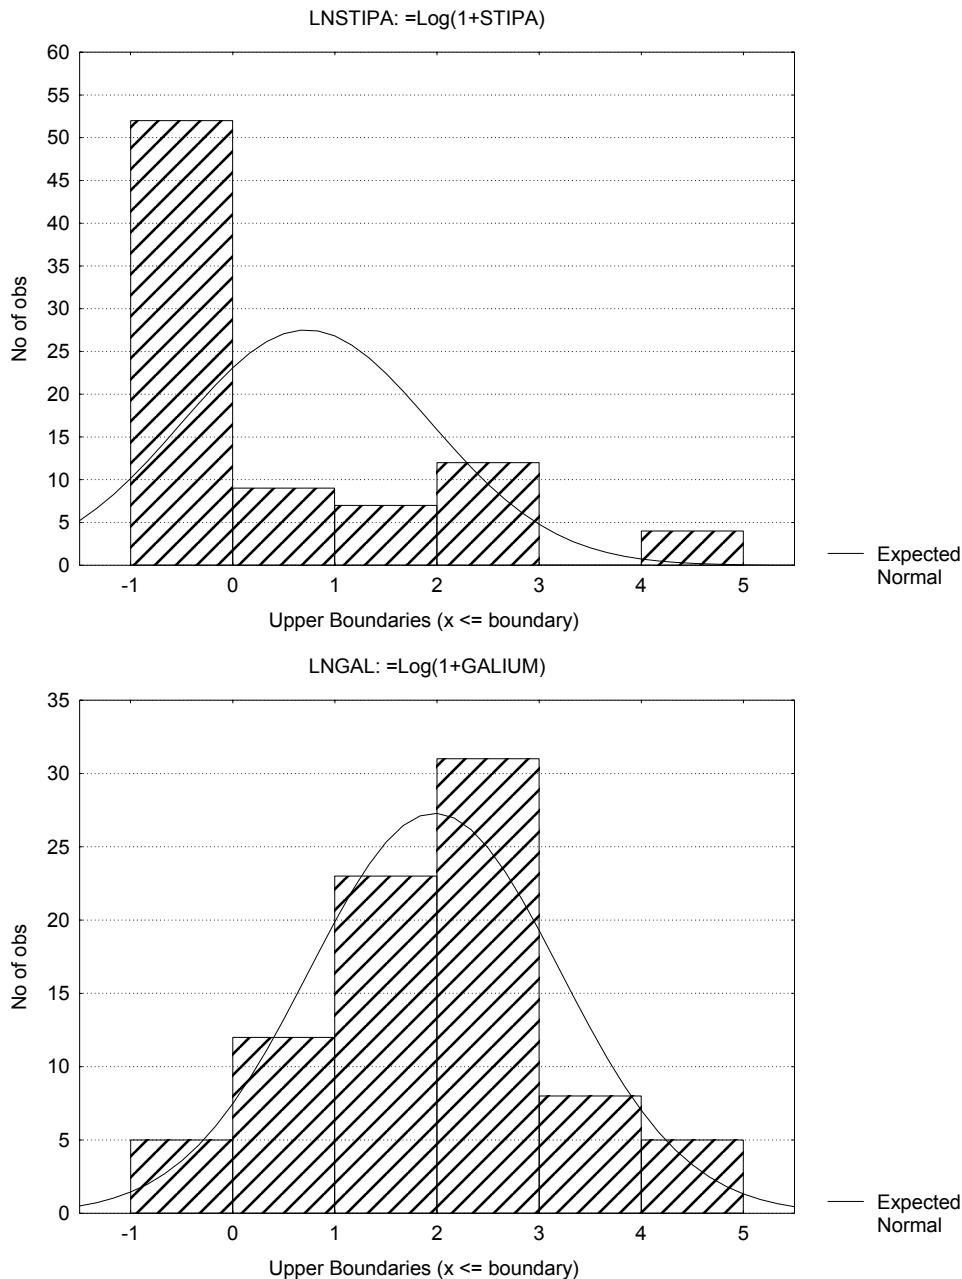 LNSTIPA: =Log(1+STIPA)
No of obs
60
55
50
45
40
35
30
25
20
15
10
5
0
-1 0 1 2 3 4 5
Upper Boundaries (x <= boundary)
Expected
Normal
LNGAL: =Log(1+GALIUM)
No of obs
35
30
25
20
15
10
5
0
-1 0 1 2 3 4 5
Upper Boundaries (x <= boundary)
Expected
Normal